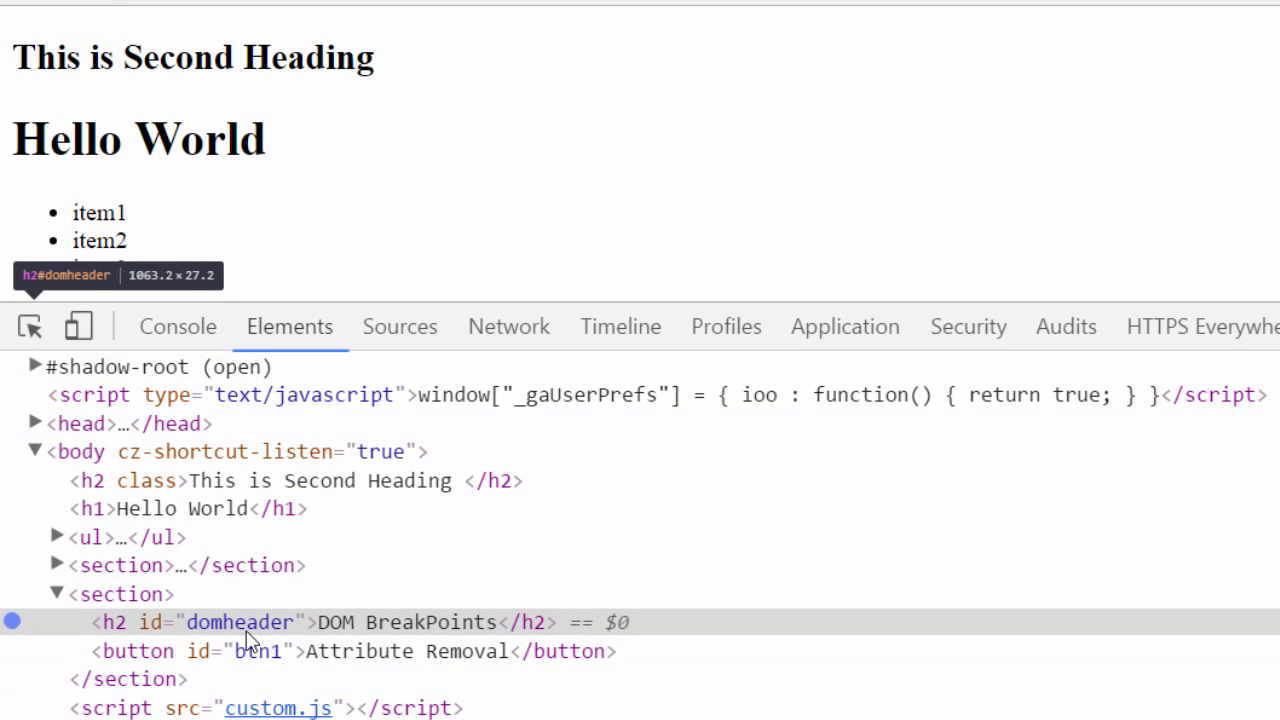 This is Second Heading
Hello World
item1
item2
h2#domheader 1063.2×27.2
Console Elements Sources Network Timeline Profiles Application Security Audits HTTPS Everywhe
#shadow-root (open)
<script type="text/javascript">window["_gaUserPrefs"] = { ioo : function() { return true; } }</script>
<head>…</head>
<body cz-shortcut-listen="true">
<h2 class>This is Second Heading </h2>
<h1>Hello World</h1>
<ul>…</ul>
<section>…</section>
<section>
<h2 id="domheader">DOM BreakPoints</h2> == $0
<button id="btn1">Attribute Removal</button>
</section>
<script src="custom.js"></script>